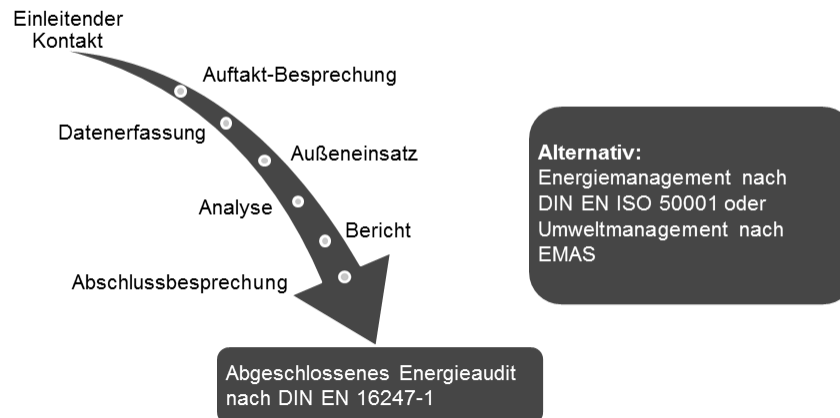 Einleitender
Kontakt
Auftakt-Besprechung
Datenerfassung
Außeneinsatz
Analyse
Bericht
Abschlussbesprechung
Abgeschlossenes Energieaudit
nach DIN EN 16247-1
Alternativ:
Energiemanagement nach
DIN EN ISO 50001 oder
Umweltmanagement nach
EMAS